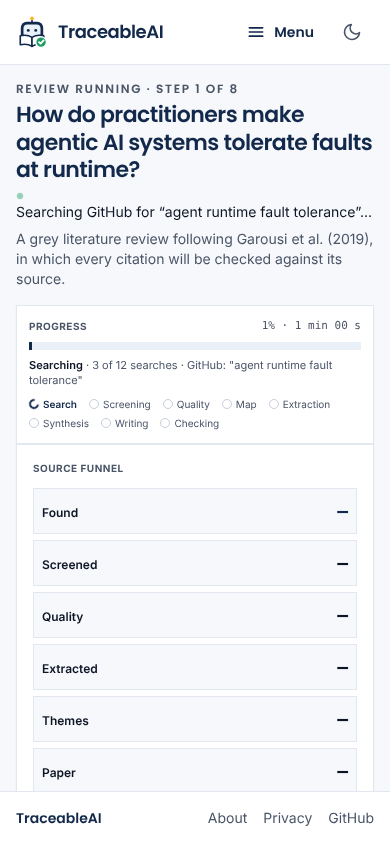 TraceableAI
Menu
REVIEW RUNNING · STEP 1 OF 8
How do practitioners make
agentic AI systems tolerate faults
at runtime?
Searching GitHub for “agent runtime fault tolerance”…
A grey literature review following Garousi et al. (2019),
in which every citation will be checked against its
source.
PROGRESS
1% · 1 min 00 s
Searching · 3 of 12 searches · GitHub: "agent runtime fault
tolerance"
Search Screening Quality Map Extraction
Synthesis Writing Checking
SOURCE FUNNEL
Found —
Screened —
Quality —
Extracted —
Themes —
Paper —
TraceableAI
About Privacy GitHub